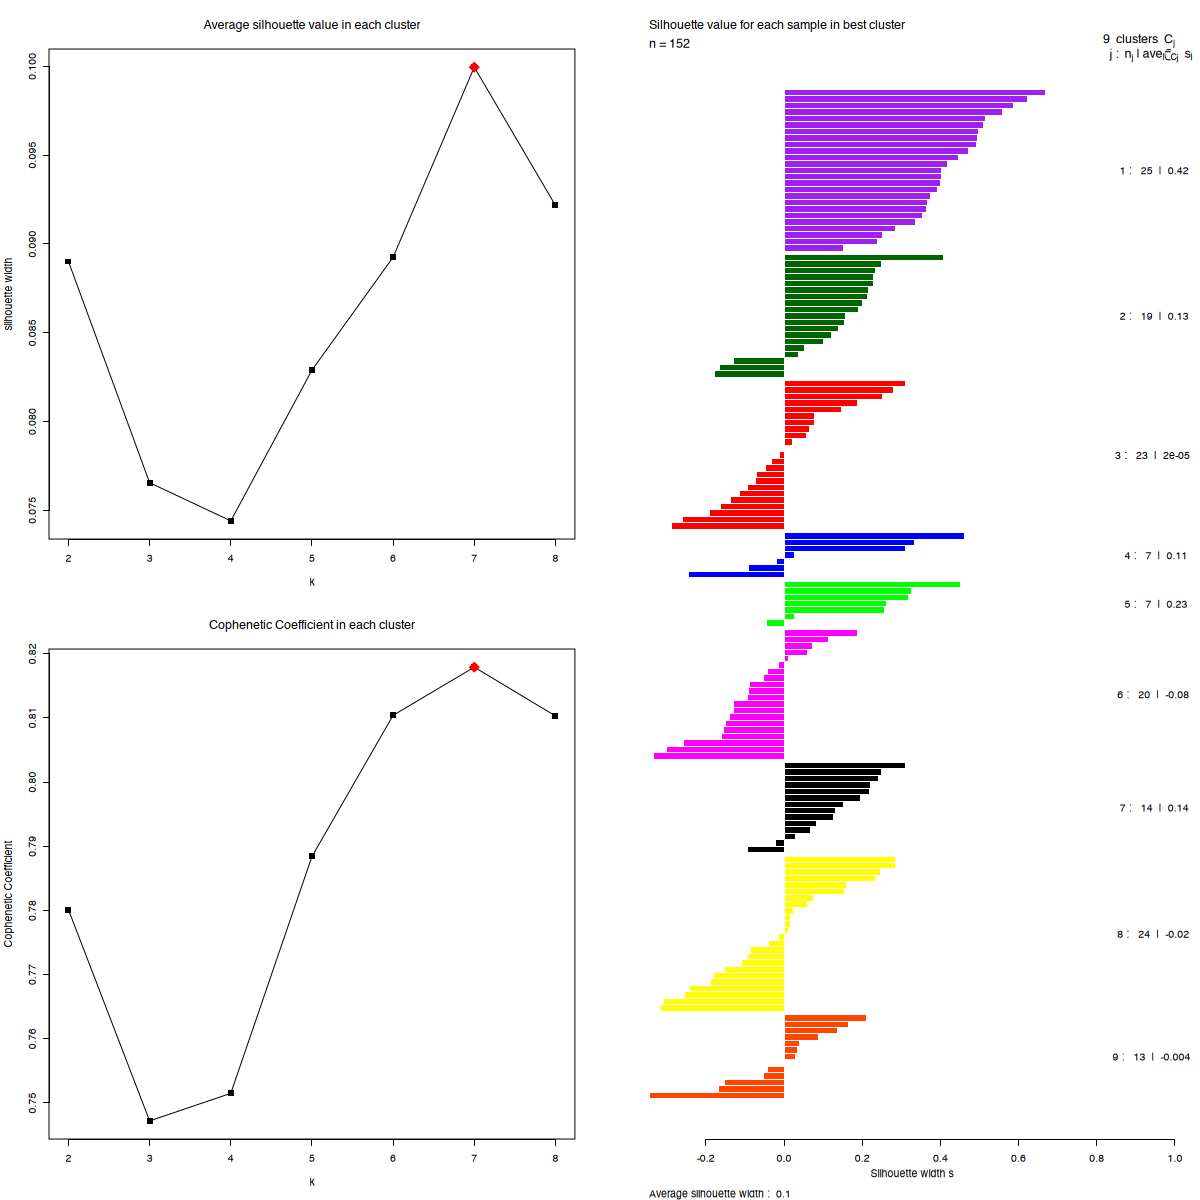 Average silhouette value in each cluster
silhouette width
0.100
0.095
0.090
0.085
0.080
0.075
2 3 4 5 6 7 8
k
Cophenetic Coefficient in each cluster
Cophenetic Coefficient
0.82
0.81
0.80
0.79
0.78
0.77
0.76
0.75
2 3 4 5 6 7 8
k
Silhouette value for each sample in best cluster
n = 152
9 clusters Cj
j : nj | avei∈Cj si
1 : 25 | 0.42
2 : 19 | 0.13
3 : 23 | 2e-05
4 : 7 | 0.11
5 : 7 | 0.23
6 : 20 | -0.08
7 : 14 | 0.14
8 : 24 | -0.02
9 : 13 | -0.004
-0.2 0.0 0.2 0.4 0.6 0.8 1.0
Silhouette width s
Average silhouette width : 0.1